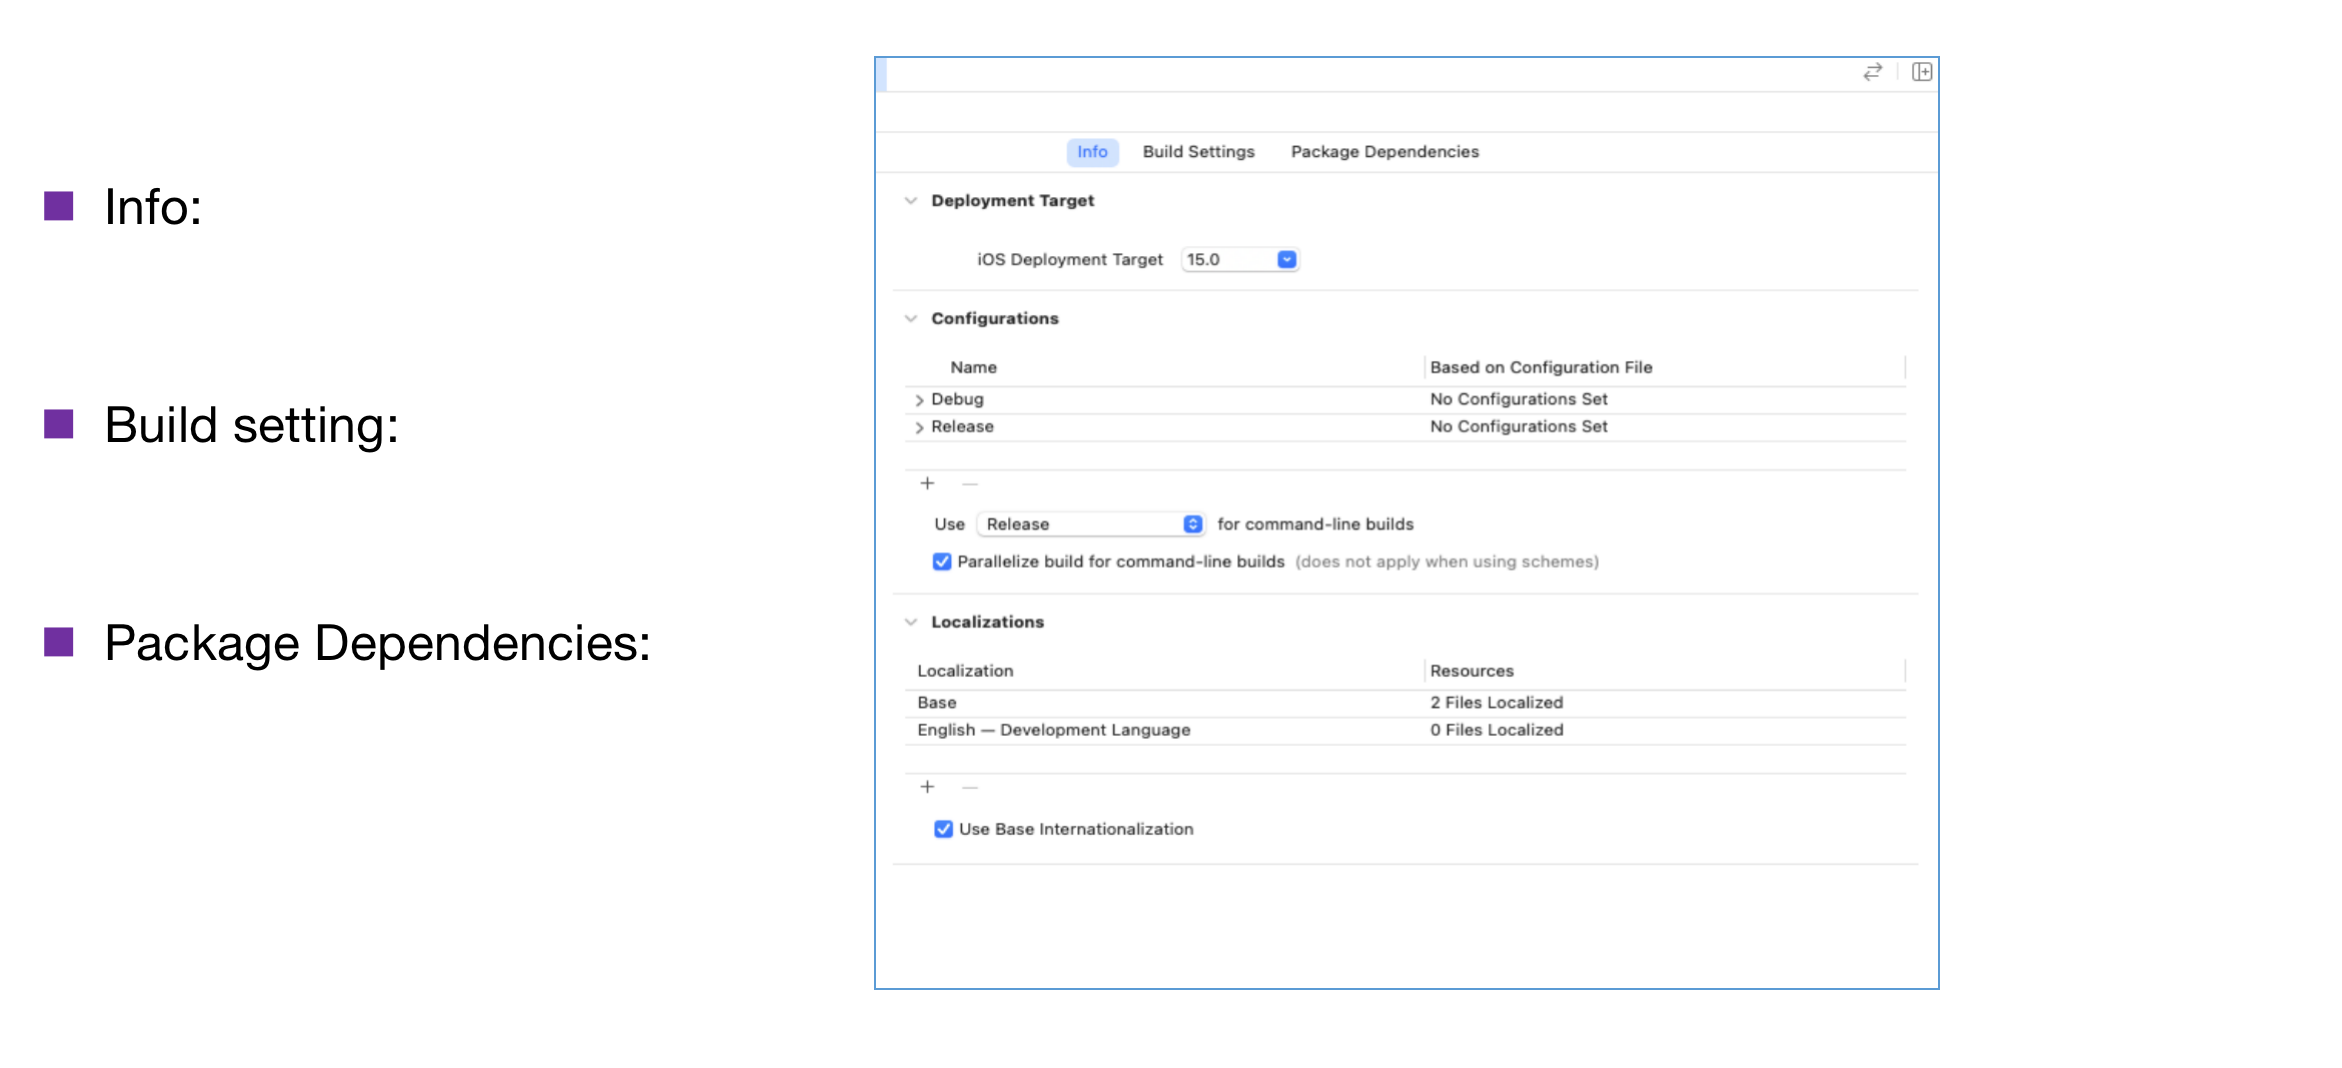 Info:
Build setting:
Package Dependencies:
Info Build Settings Package Dependencies
Deployment Target
iOS Deployment Target 15.0
Configurations
Name Based on Configuration File
Debug No Configurations Set
Release No Configurations Set
Use Release for command-line builds
Parallelize build for command-line builds (does not apply when using schemes)
Localizations
Localization Resources
Base 2 Files Localized
English — Development Language 0 Files Localized
Use Base Internationalization